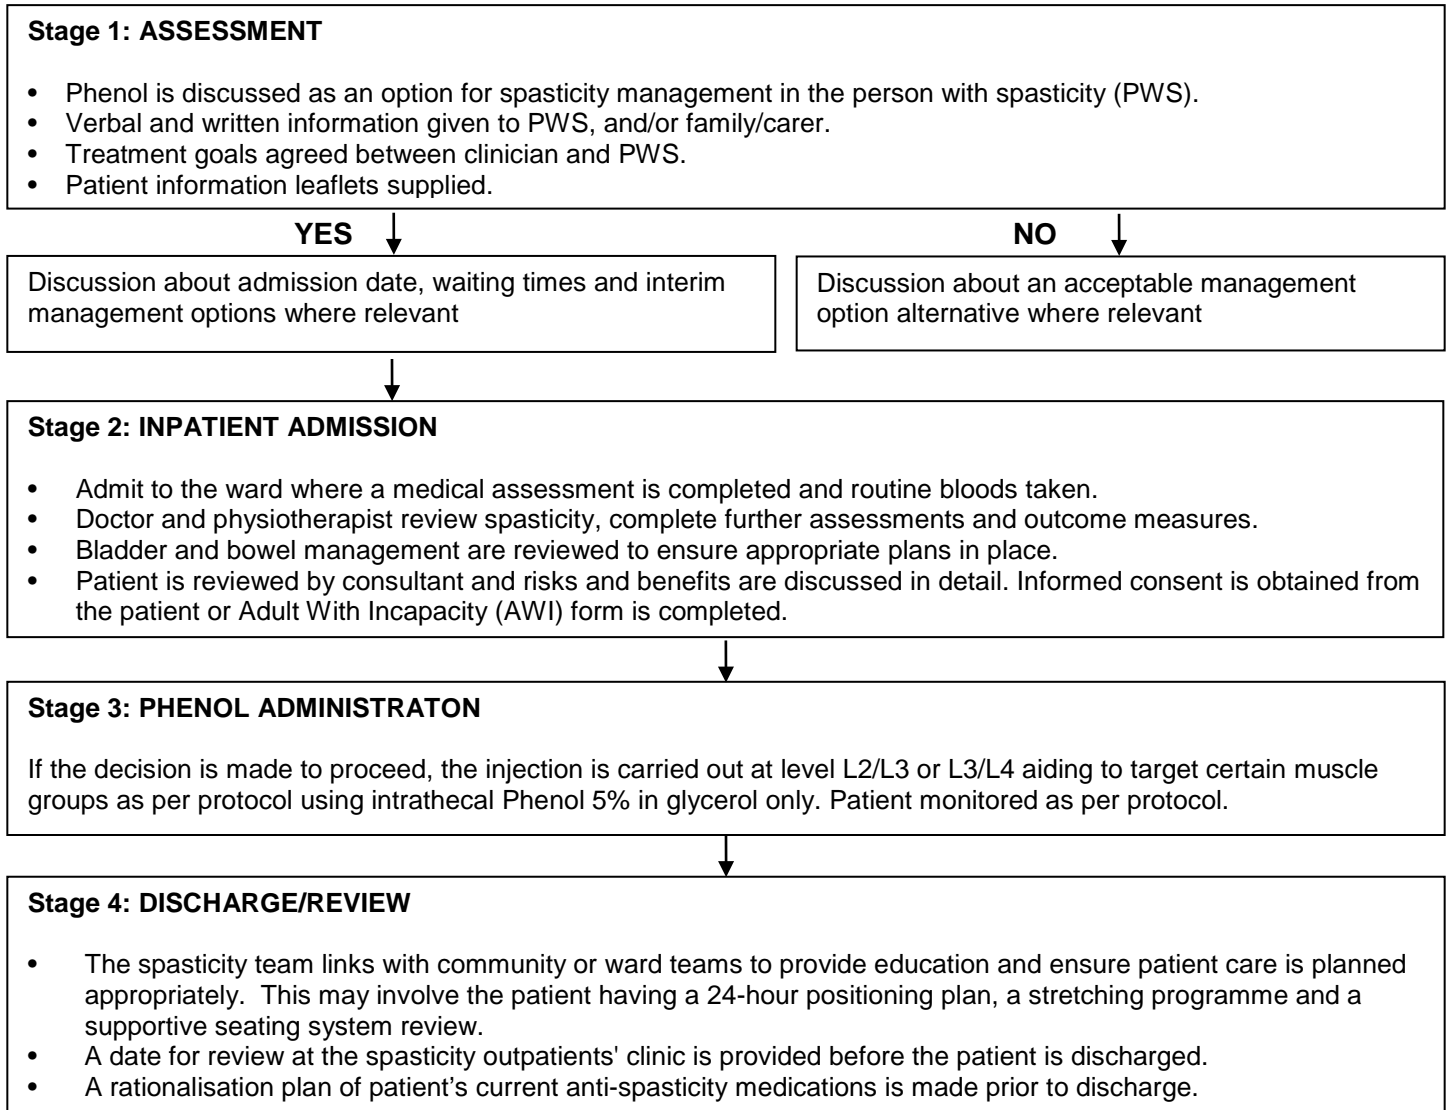 Stage 1: ASSESSMENT
• Phenol is discussed as an option for spasticity management in the person with spasticity (PWS).
• Verbal and written information given to PWS, and/or family/carer.
• Treatment goals agreed between clinician and PWS.
• Patient information leaflets supplied.
YES
NO
Discussion about admission date, waiting times and interim
management options where relevant
Discussion about an acceptable management
option alternative where relevant
Stage 2: INPATIENT ADMISSION
• Admit to the ward where a medical assessment is completed and routine bloods taken.
• Doctor and physiotherapist review spasticity, complete further assessments and outcome measures.
• Bladder and bowel management are reviewed to ensure appropriate plans in place.
• Patient is reviewed by consultant and risks and benefits are discussed in detail. Informed consent is obtained from
the patient or Adult With Incapacity (AWI) form is completed.
Stage 3: PHENOL ADMINISTRATON
If the decision is made to proceed, the injection is carried out at level L2/L3 or L3/L4 aiding to target certain muscle
groups as per protocol using intrathecal Phenol 5% in glycerol only. Patient monitored as per protocol.
Stage 4: DISCHARGE/REVIEW
• The spasticity team links with community or ward teams to provide education and ensure patient care is planned
appropriately. This may involve the patient having a 24-hour positioning plan, a stretching programme and a
supportive seating system review.
• A date for review at the spasticity outpatients' clinic is provided before the patient is discharged.
• A rationalisation plan of patient’s current anti-spasticity medications is made prior to discharge.